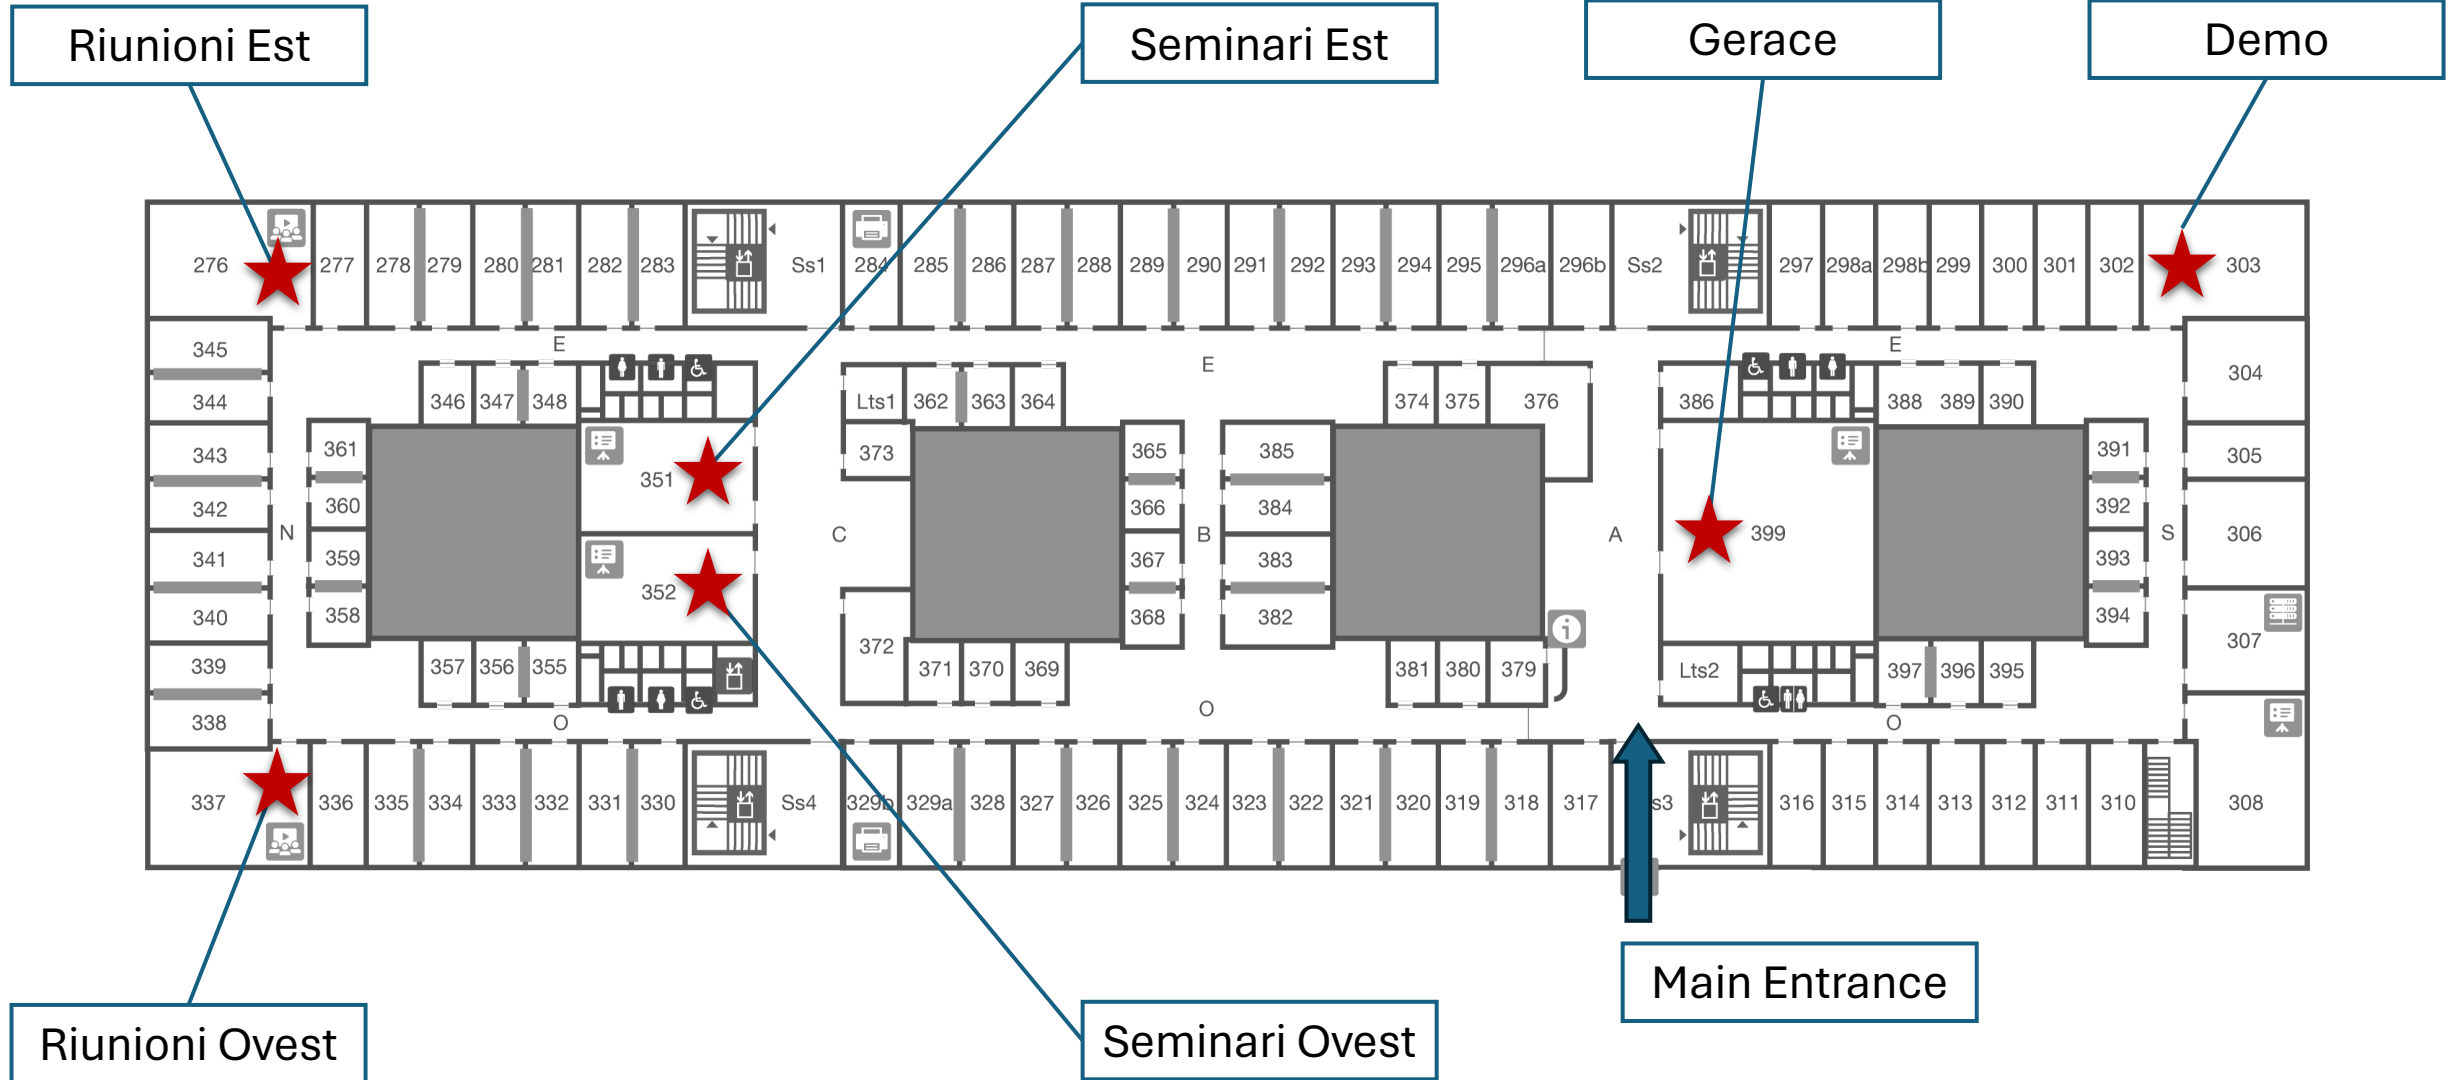 Riunioni Est
Seminari Est
Gerace
Demo
276 277 278 279 280 281 282 283 Ss1 284 285 286 287 288 289 290 291 292 293 294 295 296a 296b Ss2 297 298a 298b 299 300 301 302 303
345 E E E
304
344 346 347 348 Lts1 362 363 364 374 375 376 386 388 389 390
343 361 351 373 365 385 391 305
342 360 366 384 392
N C B A 399 S 306
341 359 352 367 383 393
340 358 368 382 394
339 357 356 355 372 371 370 369 381 380 379 Lts2 397 396 395 307
338 O O O
337 336 335 334 333 332 331 330 Ss4 329b 329a 328 327 326 325 324 323 322 321 320 319 318 317 s3 316 315 314 313 312 311 310 308
Main Entrance
Riunioni Ovest
Seminari Ovest